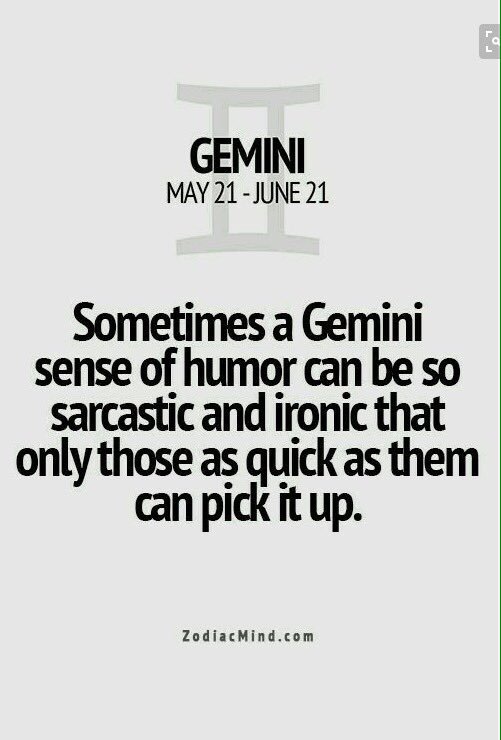 GEMINI
MAY 21 - JUNE 21
Sometimes a Gemini
sense of humor can be so
sarcastic and ironic that
only those as quick as them
can pick it up.
ZodiacMind.com